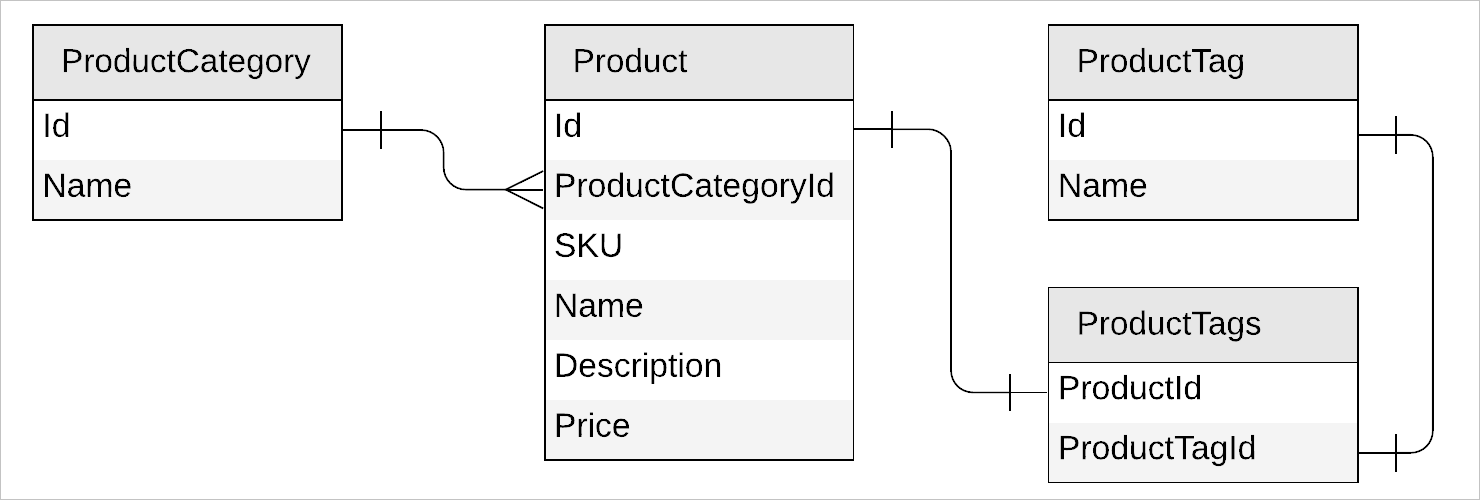 ProductCategory
Id
Name
Product
Id
ProductCategoryId
SKU
Name
Description
Price
ProductTag
Id
Name
ProductTags
ProductId
ProductTagId